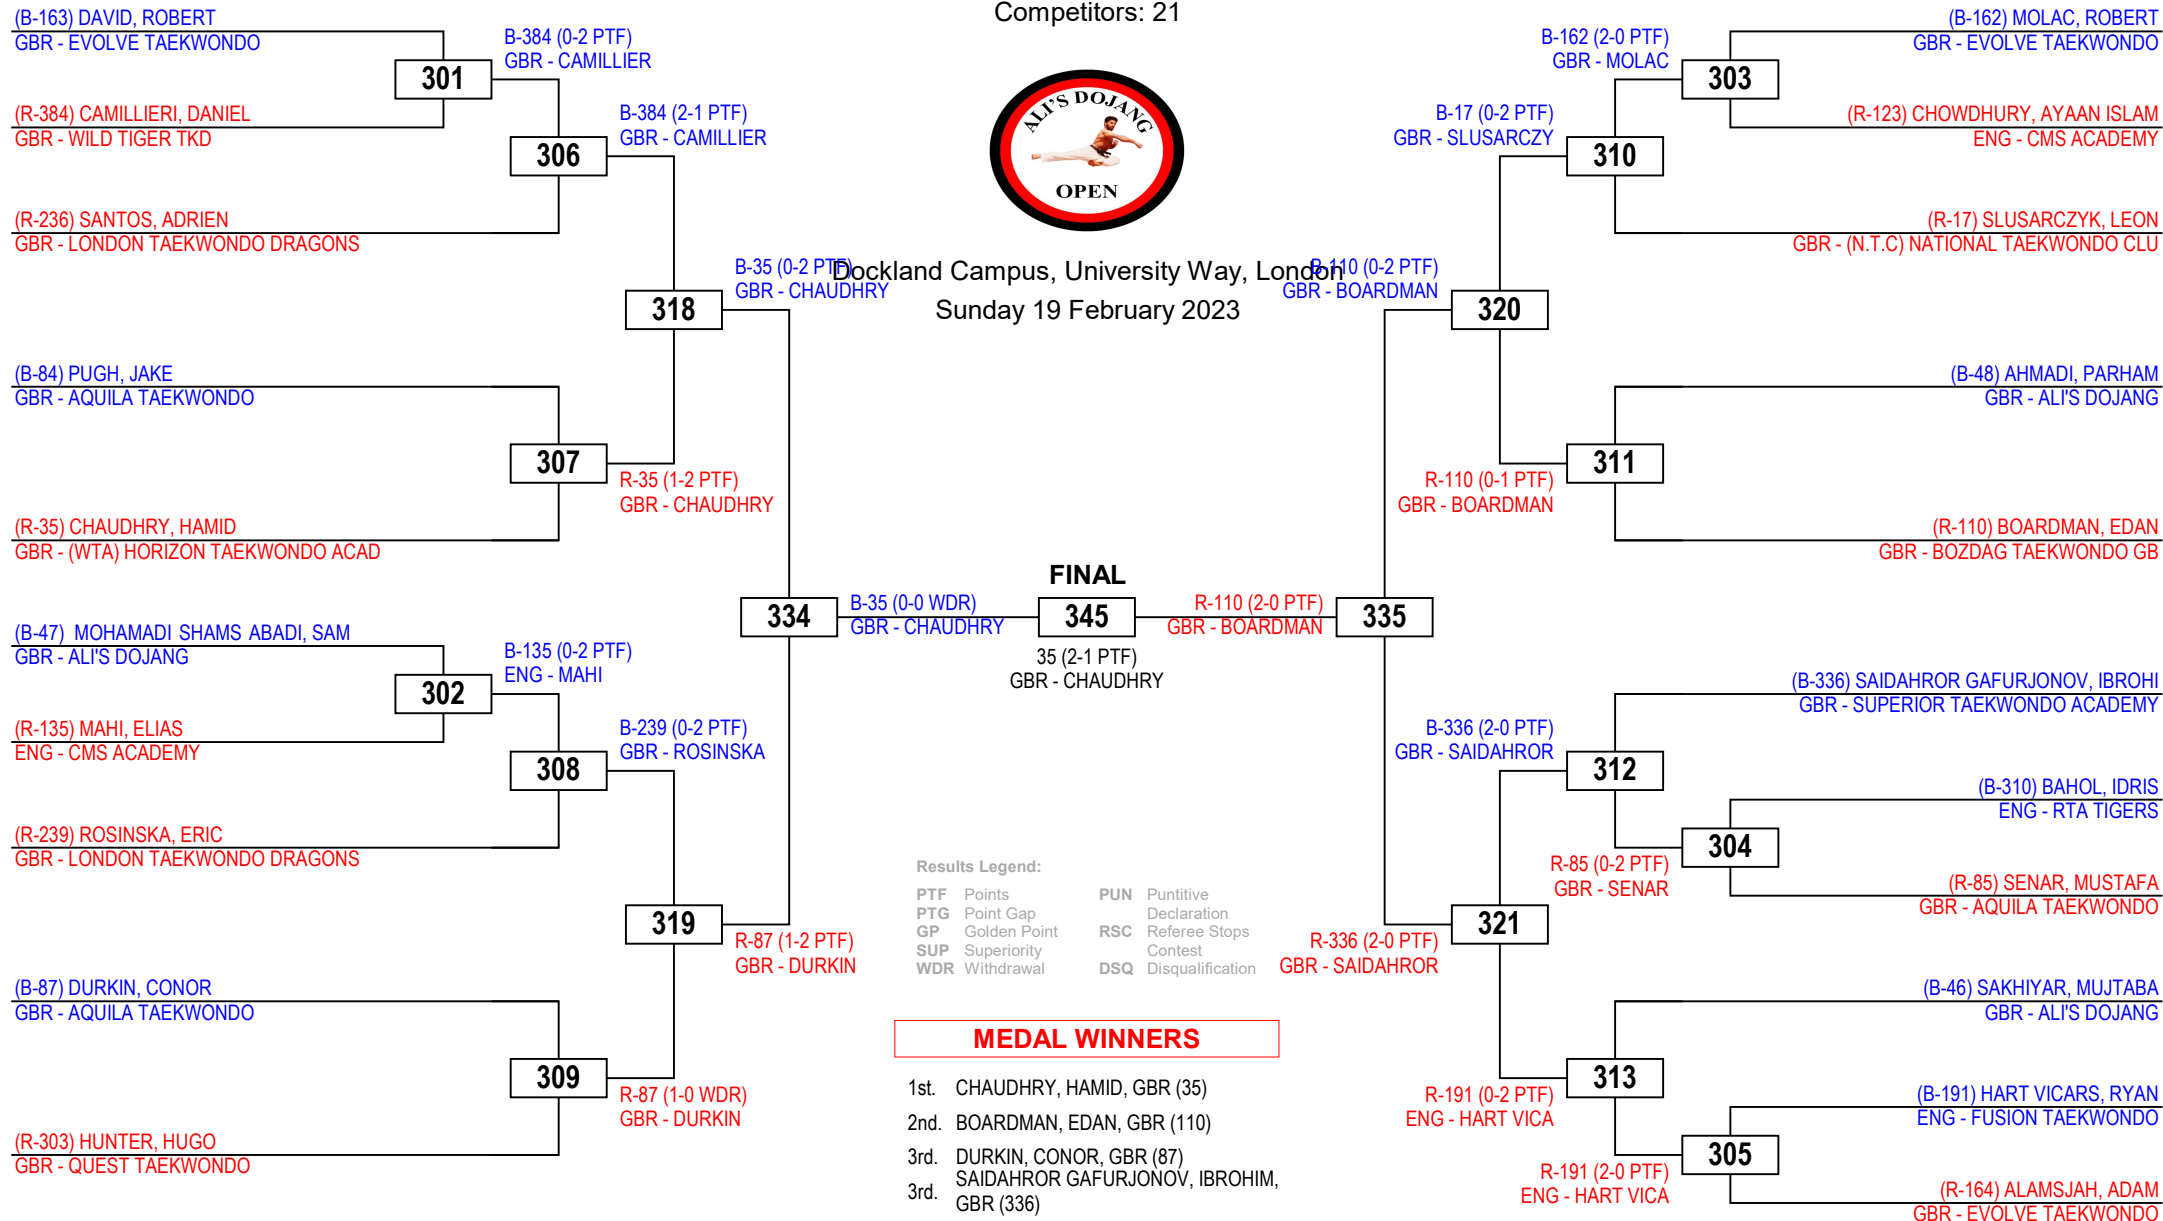 Competitors: 21
ALI'S DOJANG
OPEN
Dockland Campus, University Way, London
Sunday 19 February 2023
(B-163) DAVID, ROBERT
GBR - EVOLVE TAEKWONDO
301
(R-384) CAMILLIERI, DANIEL
GBR - WILD TIGER TKD
B-384 (0-2 PTF)
GBR - CAMILLIER
306
(R-236) SANTOS, ADRIEN
GBR - LONDON TAEKWONDO DRAGONS
B-384 (2-1 PTF)
GBR - CAMILLIER
318
(B-84) PUGH, JAKE
GBR - AQUILA TAEKWONDO
307
(R-35) CHAUDHRY, HAMID
GBR - (WTA) HORIZON TAEKWONDO ACAD
R-35 (1-2 PTF)
GBR - CHAUDHRY
B-35 (0-2 PTF)
GBR - CHAUDHRY
334
(B-47) MOHAMADI SHAMS ABADI, SAM
GBR - ALI'S DOJANG
302
(R-135) MAHI, ELIAS
ENG - CMS ACADEMY
B-135 (0-2 PTF)
ENG - MAHI
308
(R-239) ROSINSKA, ERIC
GBR - LONDON TAEKWONDO DRAGONS
B-239 (0-2 PTF)
GBR - ROSINSKA
319
(B-87) DURKIN, CONOR
GBR - AQUILA TAEKWONDO
309
(R-303) HUNTER, HUGO
GBR - QUEST TAEKWONDO
R-87 (1-0 WDR)
GBR - DURKIN
R-87 (1-2 PTF)
GBR - DURKIN
B-35 (0-0 WDR)
GBR - CHAUDHRY
FINAL
345
35 (2-1 PTF)
GBR - CHAUDHRY
R-110 (2-0 PTF)
GBR - BOARDMAN
335
(B-162) MOLAC, ROBERT
GBR - EVOLVE TAEKWONDO
303
(R-123) CHOWDHURY, AYAAN ISLAM
ENG - CMS ACADEMY
B-162 (2-0 PTF)
GBR - MOLAC
310
(R-17) SLUSARCZYK, LEON
GBR - (N.T.C) NATIONAL TAEKWONDO CLU
B-17 (0-2 PTF)
GBR - SLUSARCZY
320
B-110 (0-2 PTF)
GBR - BOARDMAN
(B-48) AHMADI, PARHAM
GBR - ALI'S DOJANG
311
(R-110) BOARDMAN, EDAN
GBR - BOZDAG TAEKWONDO GB
R-110 (0-1 PTF)
GBR - BOARDMAN
(B-336) SAIDAHROR GAFURJONOV, IBROHI
GBR - SUPERIOR TAEKWONDO ACADEMY
B-336 (2-0 PTF)
GBR - SAIDAHROR
312
(B-310) BAHOL, IDRIS
ENG - RTA TIGERS
304
(R-85) SENAR, MUSTAFA
GBR - AQUILA TAEKWONDO
R-85 (0-2 PTF)
GBR - SENAR
321
R-336 (2-0 PTF)
GBR - SAIDAHROR
(B-46) SAKHIYAR, MUJTABA
GBR - ALI'S DOJANG
313
R-191 (0-2 PTF)
ENG - HART VICA
(B-191) HART VICARS, RYAN
ENG - FUSION TAEKWONDO
305
(R-164) ALAMSJAH, ADAM
GBR - EVOLVE TAEKWONDO
R-191 (2-0 PTF)
ENG - HART VICA
Results Legend:
PTF Points
PTG Point Gap
GP Golden Point
SUP Superiority
WDR Withdrawal
PUN Puntitive
Declaration
RSC Referee Stops
Contest
DSQ Disqualification
MEDAL WINNERS
1st. CHAUDHRY, HAMID, GBR (35)
2nd. BOARDMAN, EDAN, GBR (110)
3rd. DURKIN, CONOR, GBR (87)
3rd. SAIDAHROR GAFURJONOV, IBROHIM,
GBR (336)